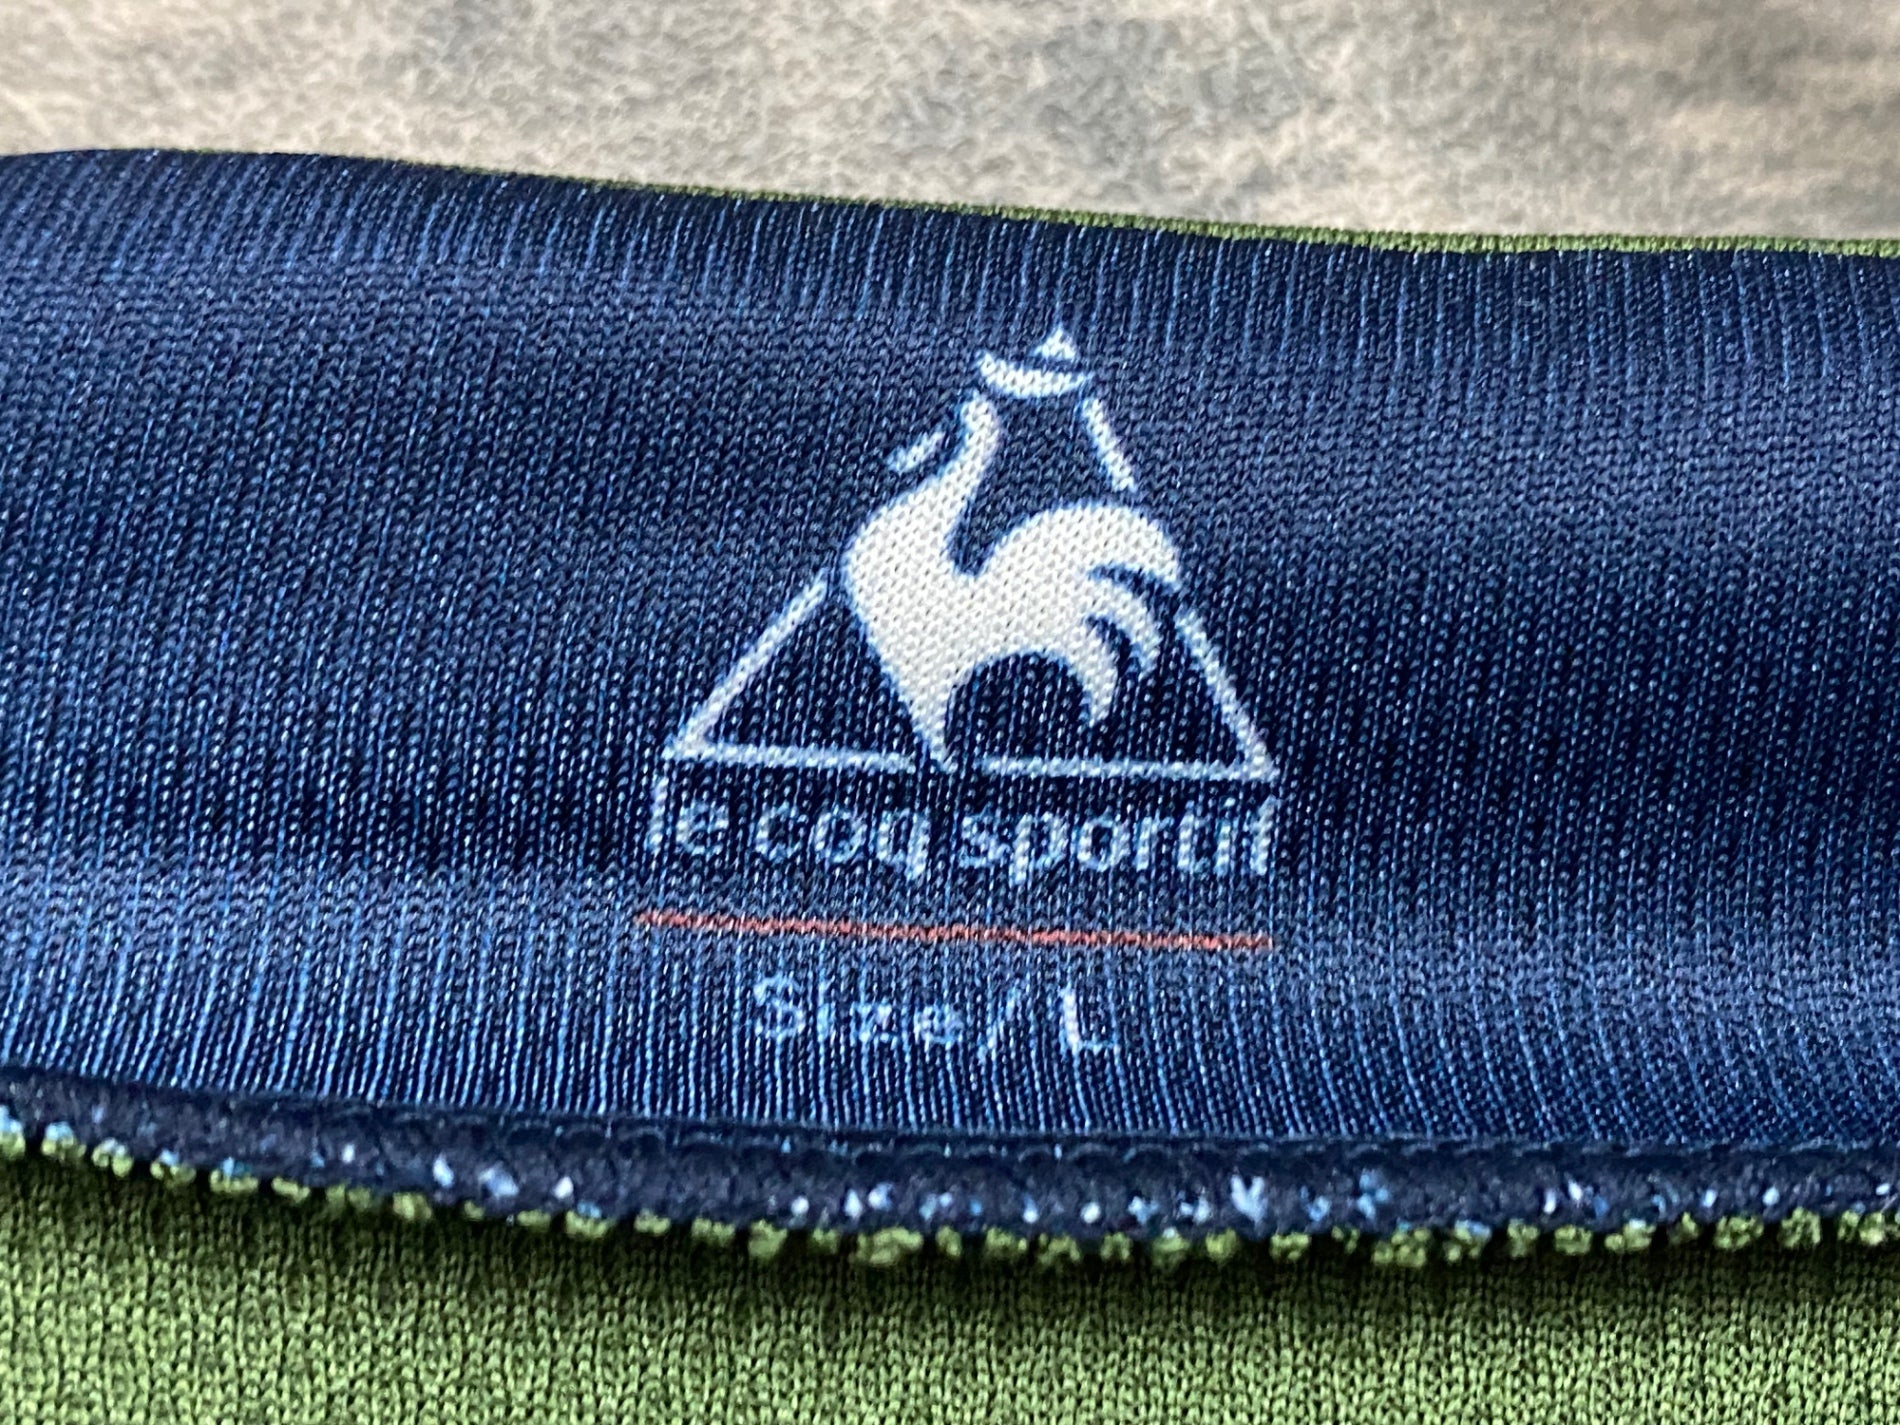 le coq sportif
Size/L